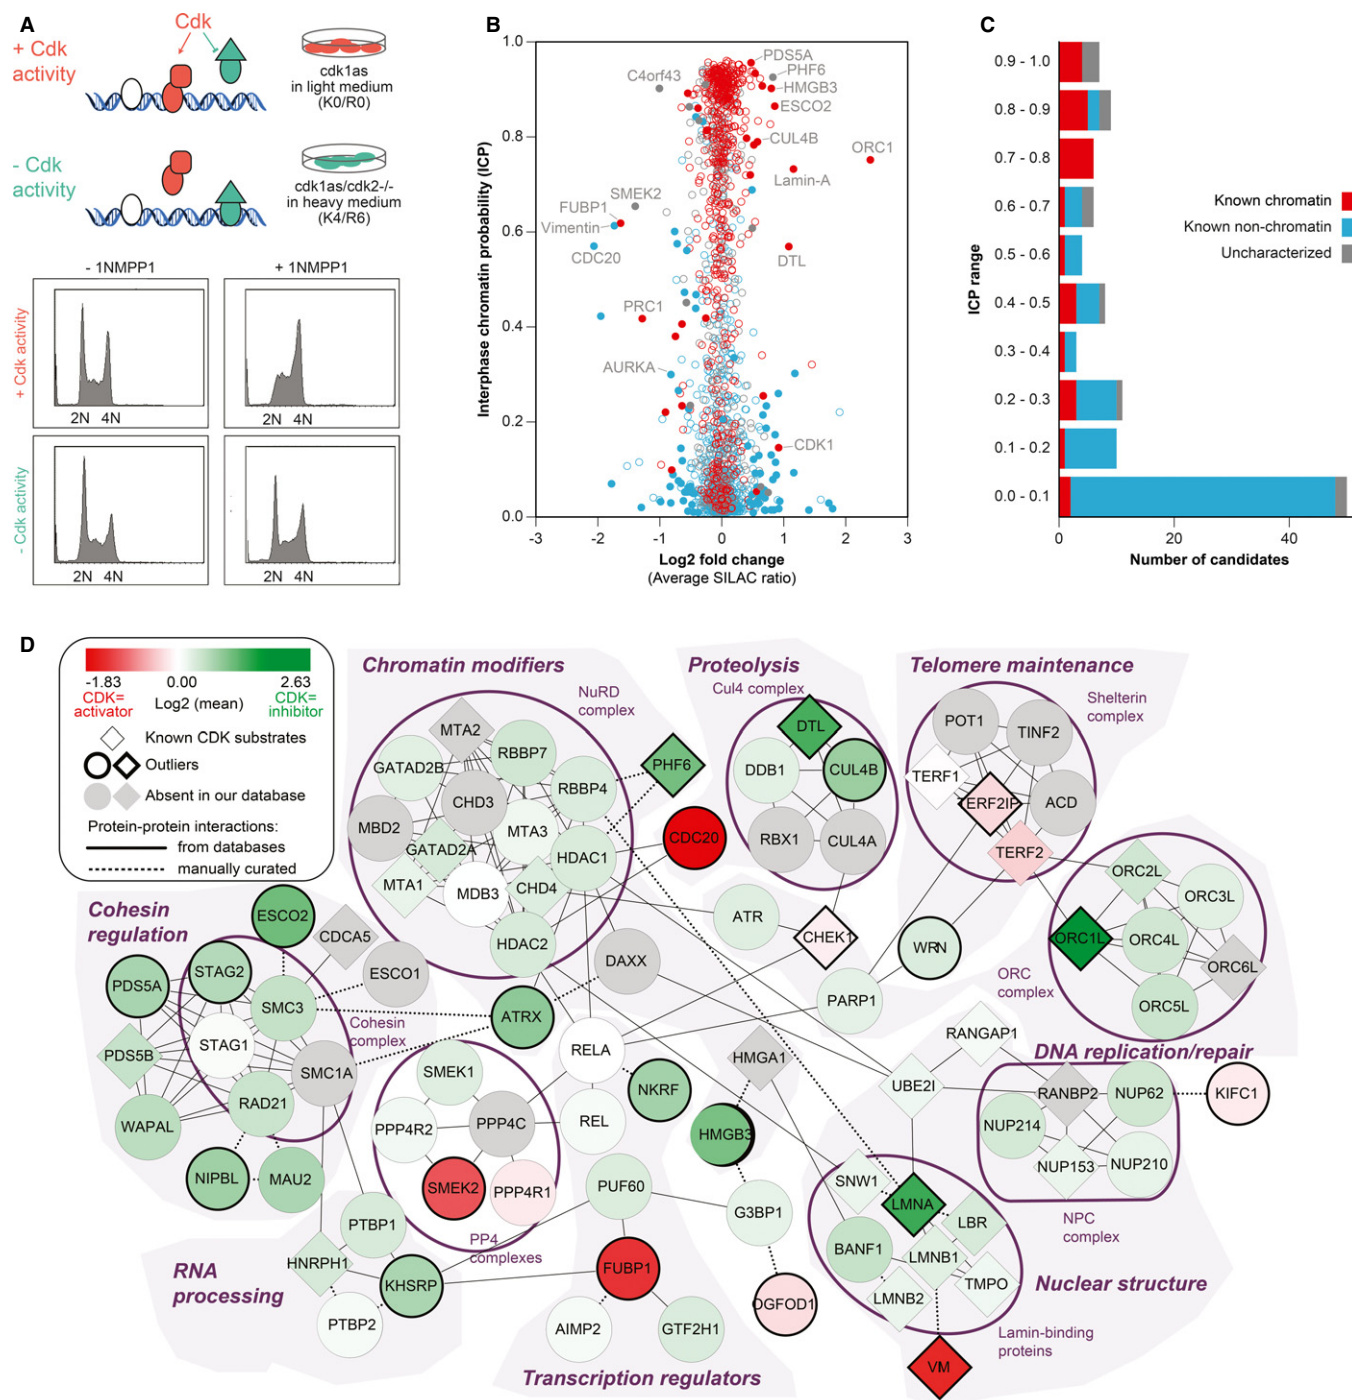 A
Cdk
+ Cdk
activity
cdk1as
in light medium
(K0/R0)
- Cdk
activity
cdk1as/cdk2-/-
in heavy medium
(K4/R6)
- 1NMPP1
+ 1NMPP1
+ Cdk activity
2N 4N
2N 4N
- Cdk activity
2N 4N
2N 4N
B
Interphase chromatin probability (ICP)
1.0
0.8
0.6
0.4
0.2
0.0
-3
-2
-1
0
1
2
3
Log2 fold change
(Average SILAC ratio)
PDS5A
PHF6
C4orf43
HMGB3
ESCO2
CUL4B
ORC1
Lamin-A
SMEK2
FUBP1
Vimentin
CDC20
DTL
PRC1
AURKA
CDK1
C
ICP range
0.9 - 1.0
0.8 - 0.9
0.7 - 0.8
0.6 - 0.7
0.5 - 0.6
0.4 - 0.5
0.3 - 0.4
0.2 - 0.3
0.1 - 0.2
0.0 - 0.1
0
20
40
Number of candidates
Known chromatin
Known non-chromatin
Uncharacterized
D
-1.83 0.00 2.63
CDK= activator
Log2 (mean)
CDK= inhibitor
Known CDK substrates
Outliers
Absent in our database
Protein-protein interactions:
from databases
manually curated
Chromatin modifiers
NuRD
complex
MTA2
GATAD2B
RBBP7
RBBP4
MBD2
CHD3
MTA3
GATAD2A
HDAC1
MTA1
MDB3
CHD4
HDAC2
PHF6
CDC20
Proteolysis
Cul4 complex
DTL
DDB1
CUL4B
RBX1
CUL4A
Telomere maintenance
Shelterin
complex
POT1
TINF2
TERF1
ERF2IP
ACD
TERF2
ORC2L
ORC3L
ORC1L
ORC4L
ORC6L
ORC5L
ORC
complex
DNA replication/repair
ATR
CHEK1
WRN
PARP1
DAXX
ATRX
Cohesin
regulation
ESCO2
CDCA5
ESCO1
PDS5A
STAG2
SMC3
Cohesin
complex
STAG1
PDS5B
SMC1A
RAD21
WAPAL
NIPBL
MAU2
SMEK1
PPP4R2
PPP4C
SMEK2
PPP4R1
PP4
complexes
RELA
REL
NKRF
HMGA1
HMGB3
G3BP1
OGFOD1
RANGAP1
UBE2I
RANBP2
NUP62
KIFC1
NUP214
NUP153
NUP210
NPC
complex
SNW1
LMNA
LBR
BANF1
LMNB1
TMPO
LMNB2
Lamin-binding
proteins
VIM
Nuclear structure
RNA
processing
PTBP1
HNRPH1
KHSRP
PTBP2
PUF60
FUBP1
AIMP2
GTF2H1
Transcription regulators